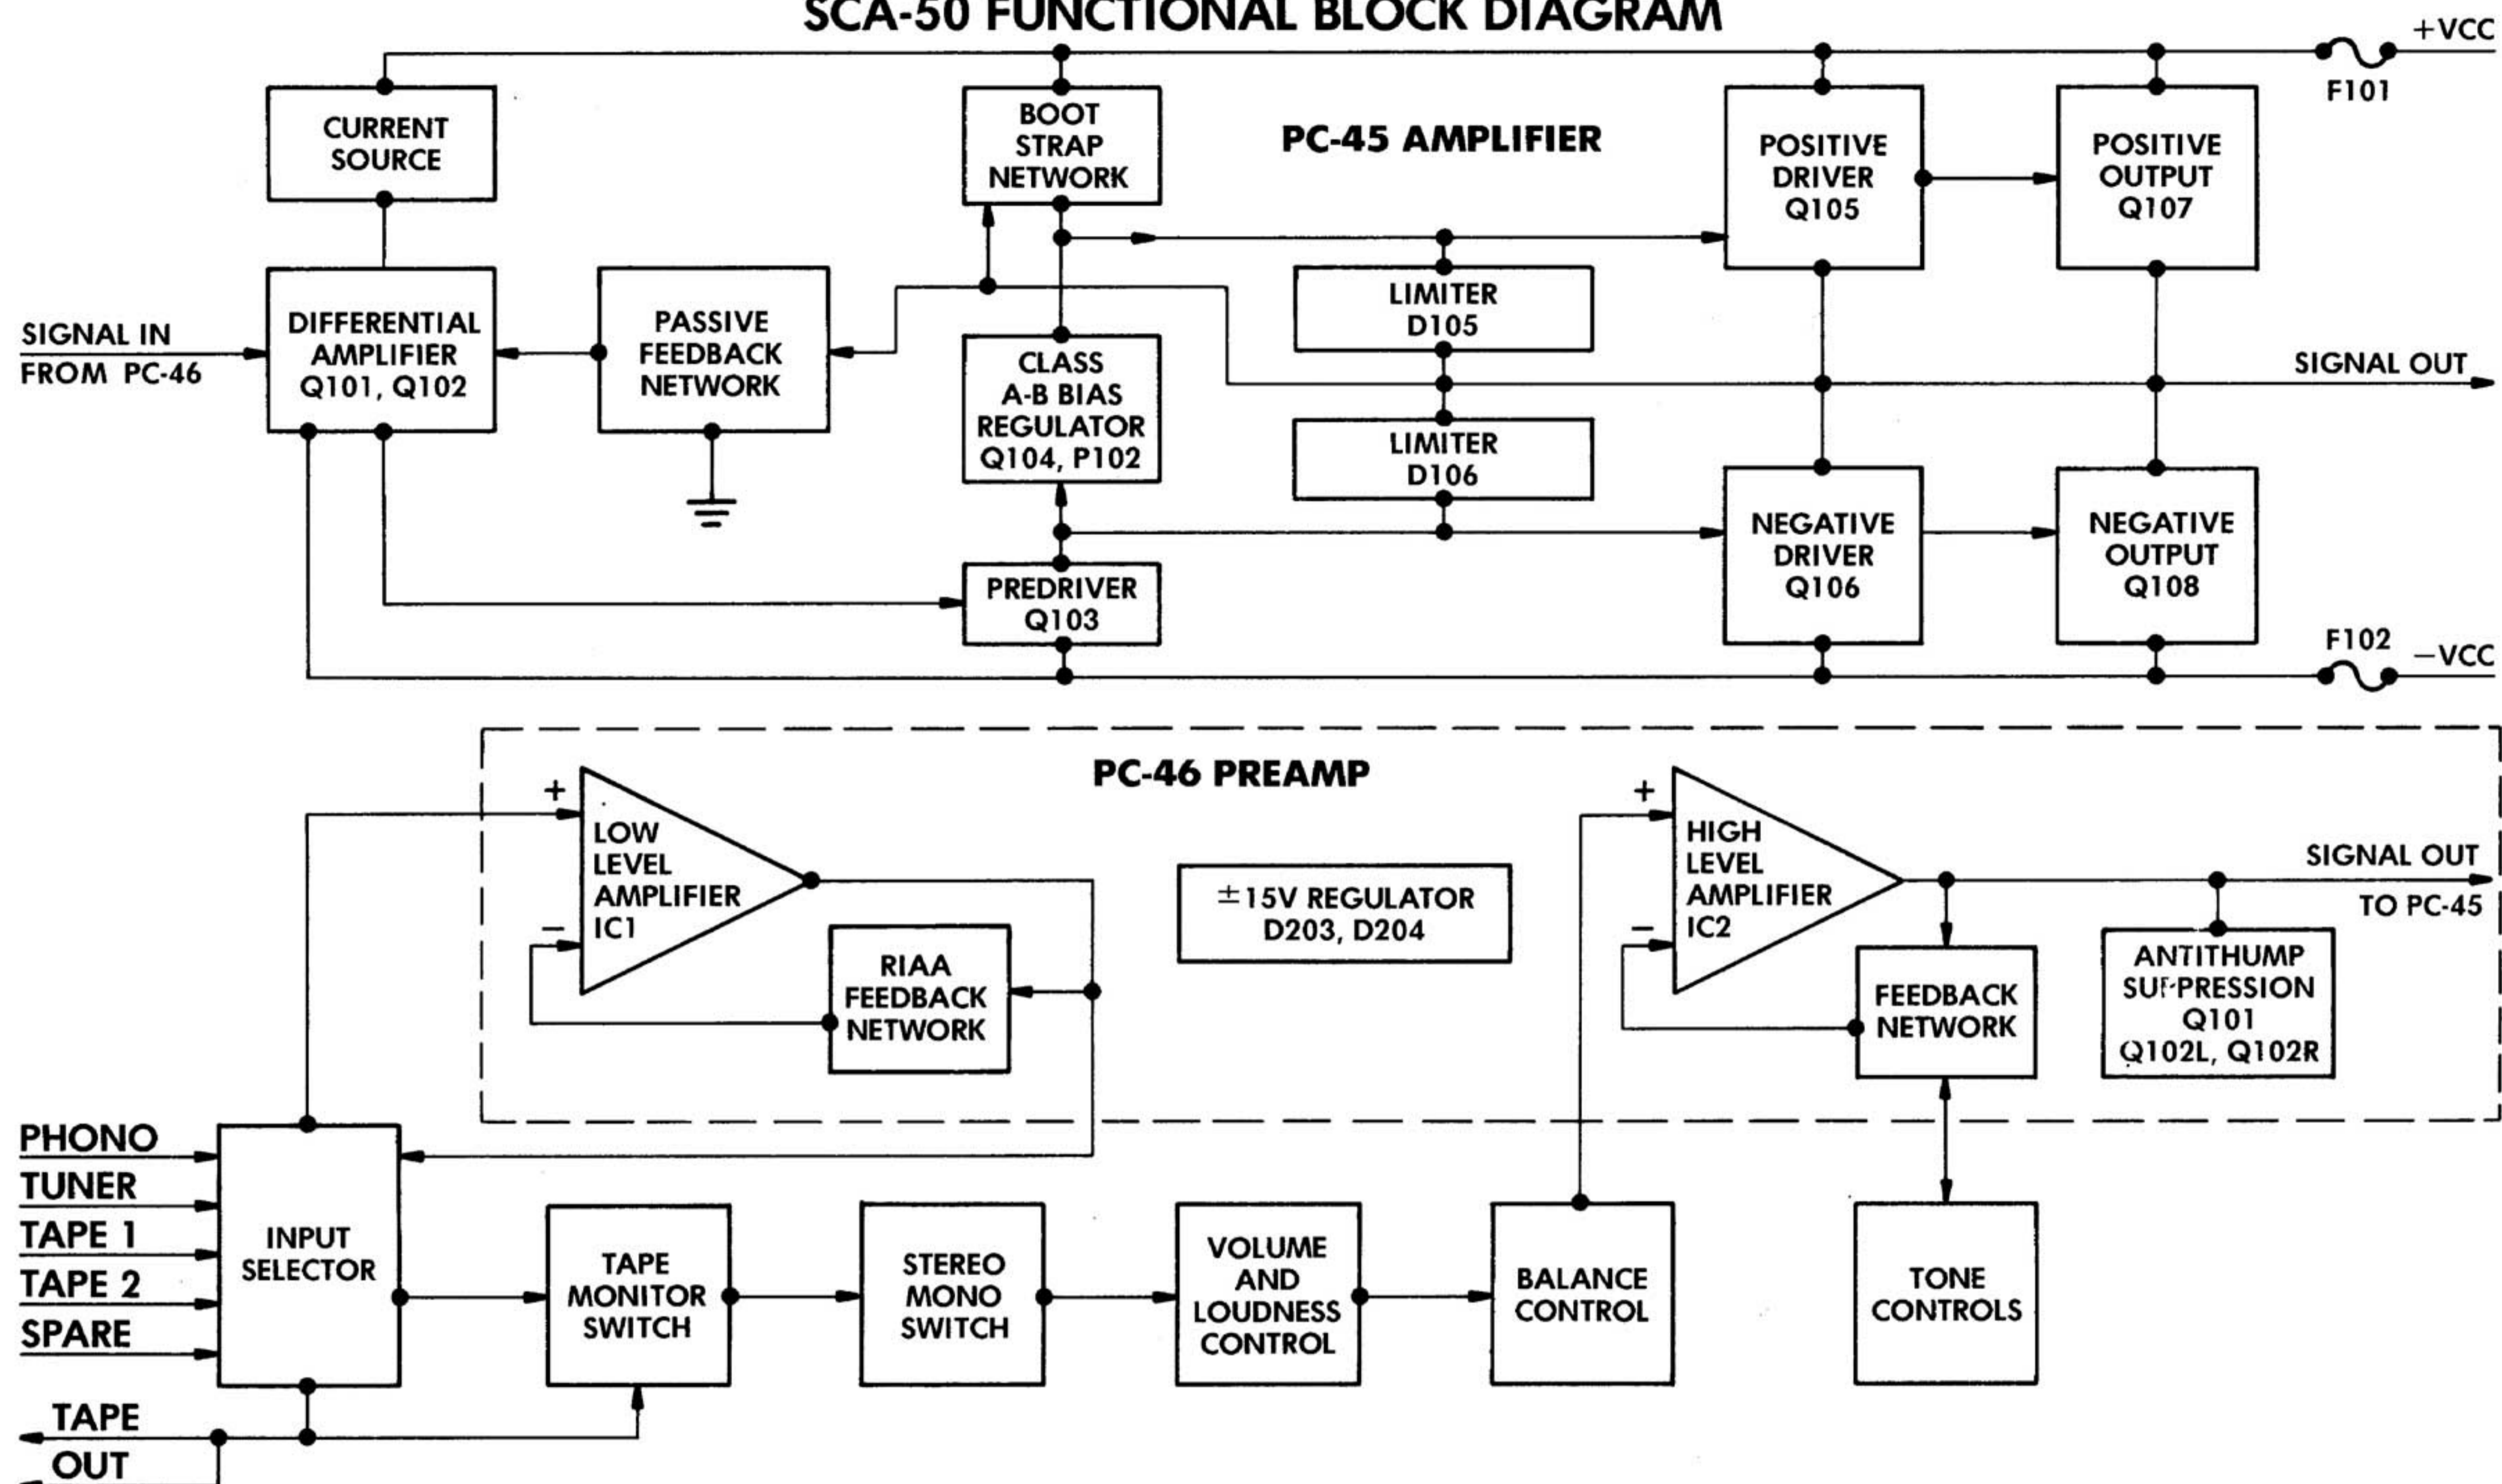 SCA-50 FUNCTIONAL BLOCK DIAGRAM
+VCC
F101
CURRENT
SOURCE
BOOT
STRAP
NETWORK
PC-45 AMPLIFIER
POSITIVE
DRIVER
Q105
POSITIVE
OUTPUT
Q107
SIGNAL IN
FROM PC-46
DIFFERENTIAL
AMPLIFIER
Q101, Q102
PASSIVE
FEEDBACK
NETWORK
CLASS
A-B BIAS
REGULATOR
Q104, P102
LIMITER
D105
LIMITER
D106
SIGNAL OUT
PREDRIVER
Q103
NEGATIVE
DRIVER
Q106
NEGATIVE
OUTPUT
Q108
F102
−VCC
PC-46 PREAMP
+
LOW
LEVEL
AMPLIFIER
IC1
−
RIAA
FEEDBACK
NETWORK
±15V REGULATOR
D203, D204
+
HIGH
LEVEL
AMPLIFIER
IC2
−
FEEDBACK
NETWORK
SIGNAL OUT
TO PC-45
ANTITHUMP
SUPPRESSION
Q101
Q102L, Q102R
PHONO
TUNER
TAPE 1
TAPE 2
SPARE
INPUT
SELECTOR
TAPE
MONITOR
SWITCH
STEREO
MONO
SWITCH
VOLUME
AND
LOUDNESS
CONTROL
BALANCE
CONTROL
TONE
CONTROLS
TAPE
OUT